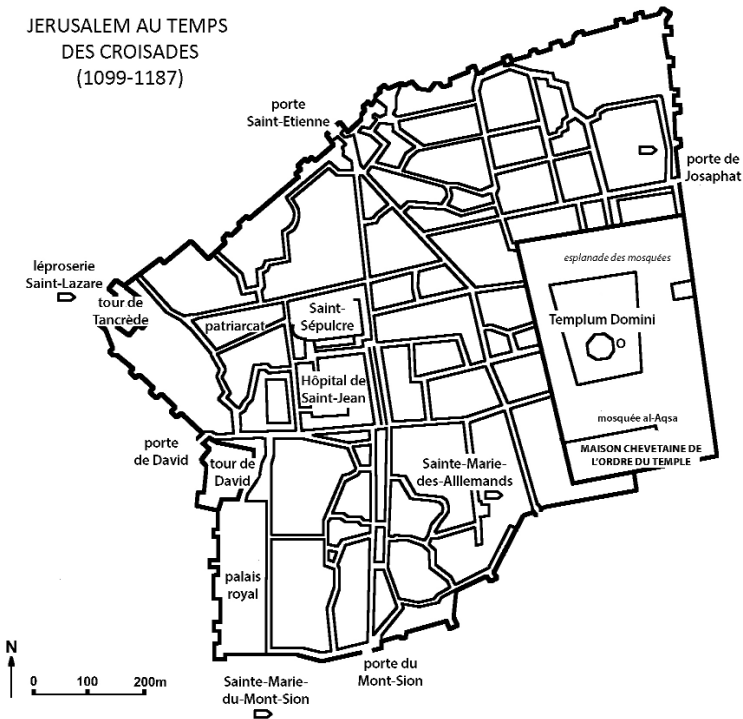 JERUSALEM AU TEMPS
DES CROISADES
(1099-1187)
porte
Saint-Etienne
porte de
Josaphat
léproserie
Saint-Lazare
tour de
Tancrède
esplanade des mosquées
patriarcat
Saint-
Sépulcre
Templum Domini
Hôpital de
Saint-Jean
mosquée al-Aqsa
MAISON CHEVETAINE DE
L'ORDRE DU TEMPLE
porte
de David
tour de
David
Sainte-Marie-
des-Alllemands
palais
royal
N
0 100 200m
porte du
Mont-Sion
Sainte-Marie-
du-Mont-Sion